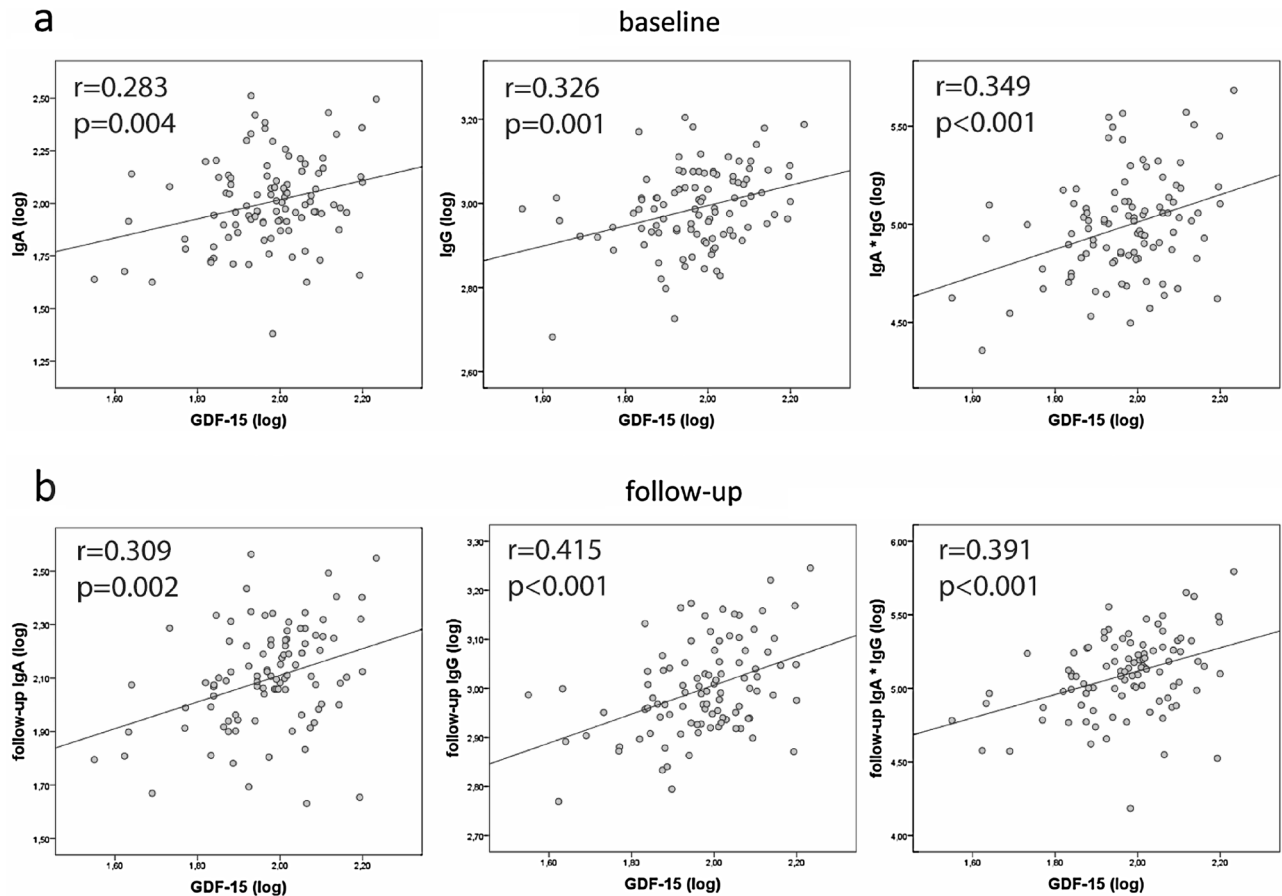 a
baseline
r=0.283
p=0.004
IgA (log)
2,50
2,25
2,00
1,75
1,50
1,25
1,60
1,80
2,00
2,20
GDF-15 (log)
r=0.326
p=0.001
IgG (log)
3,20
3,00
2,80
2,60
1,60
1,80
2,00
2,20
GDF-15 (log)
r=0.349
p<0.001
IgA * IgG (log)
5,50
5,00
4,50
1,60
1,80
2,00
2,20
GDF-15 (log)
b
follow-up
r=0.309
p=0.002
follow-up IgA (log)
2,50
2,30
2,10
1,90
1,70
1,50
1,60
1,80
2,00
2,20
GDF-15 (log)
r=0.415
p<0.001
follow-up IgG (log)
3,30
3,20
3,10
3,00
2,90
2,80
2,70
1,60
1,80
2,00
2,20
GDF-15 (log)
r=0.391
p<0.001
follow-up IgA * IgG (log)
6,00
5,50
5,00
4,50
4,00
1,60
1,80
2,00
2,20
GDF-15 (log)